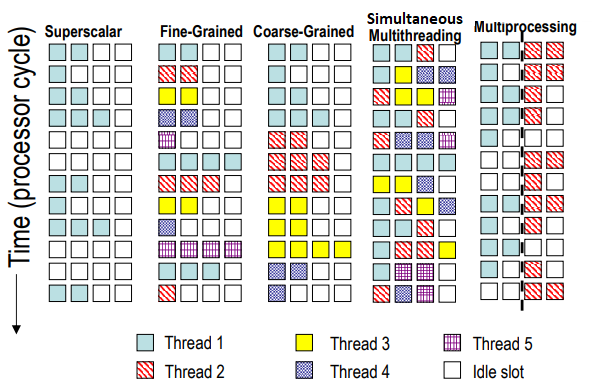 Superscalar
Fine-Grained
Coarse-Grained
Simultaneous
Multithreading
Multiprocessing
Time (processor cycle)
Thread 1
Thread 3
Thread 5
Thread 2
Thread 4
Idle slot